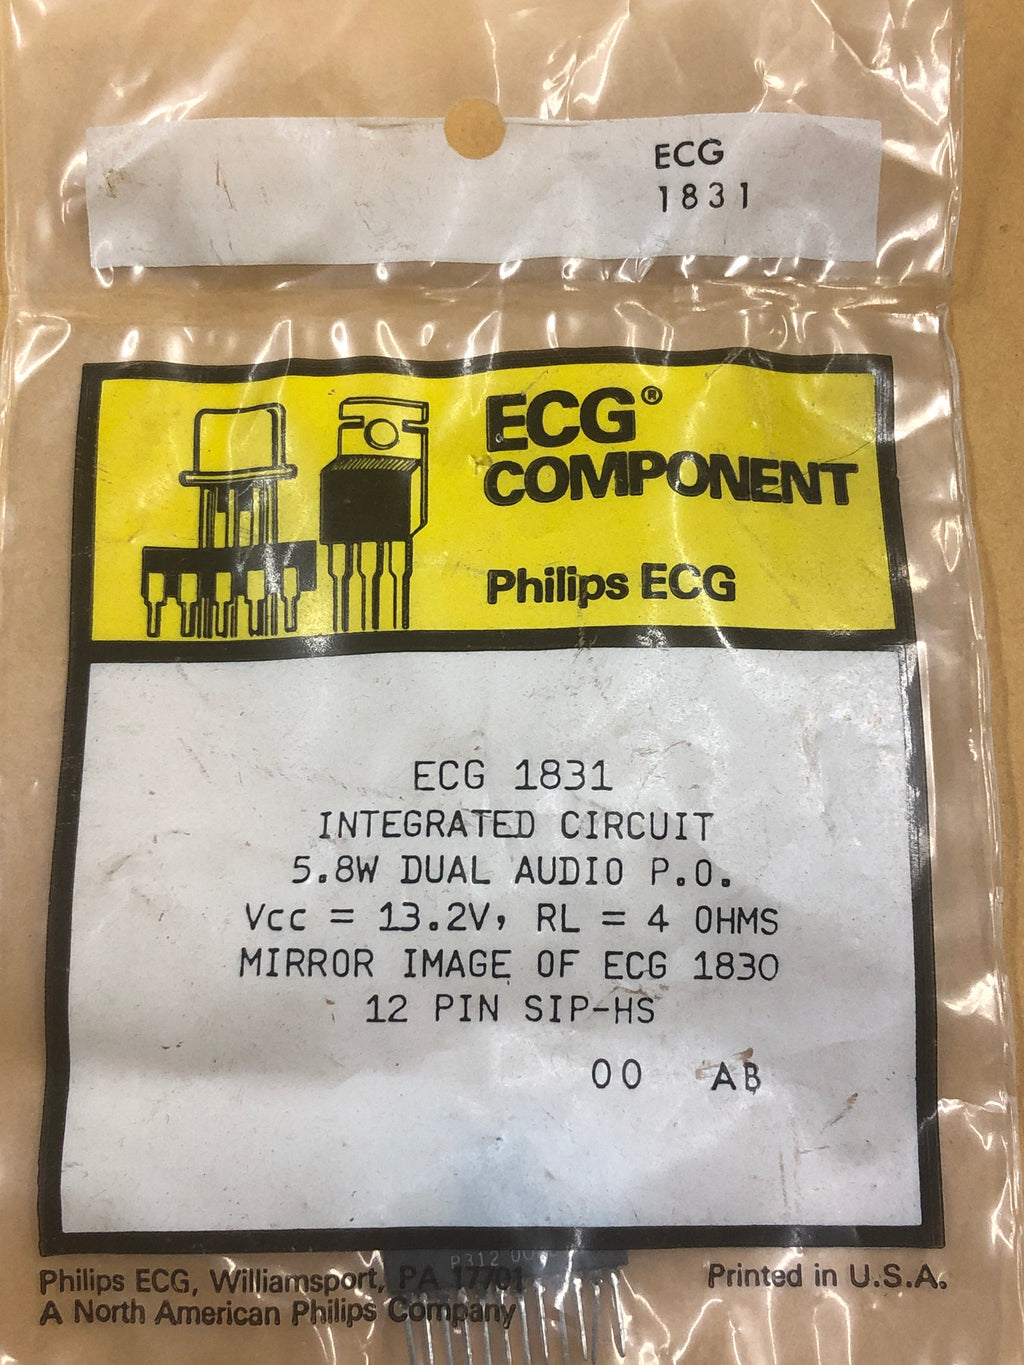 ECG
1831
ECG®
COMPONENT
Philips ECG
ECG 1831
INTEGRATED CIRCUIT
5.8W DUAL AUDIO P.O.
Vcc = 13.2V, RL = 4 OHMS
MIRROR IMAGE OF ECG 1830
12 PIN SIP-HS
00 AB
Philips ECG, Williamsport, PA 17701
A North American Philips Company
Printed in U.S.A.